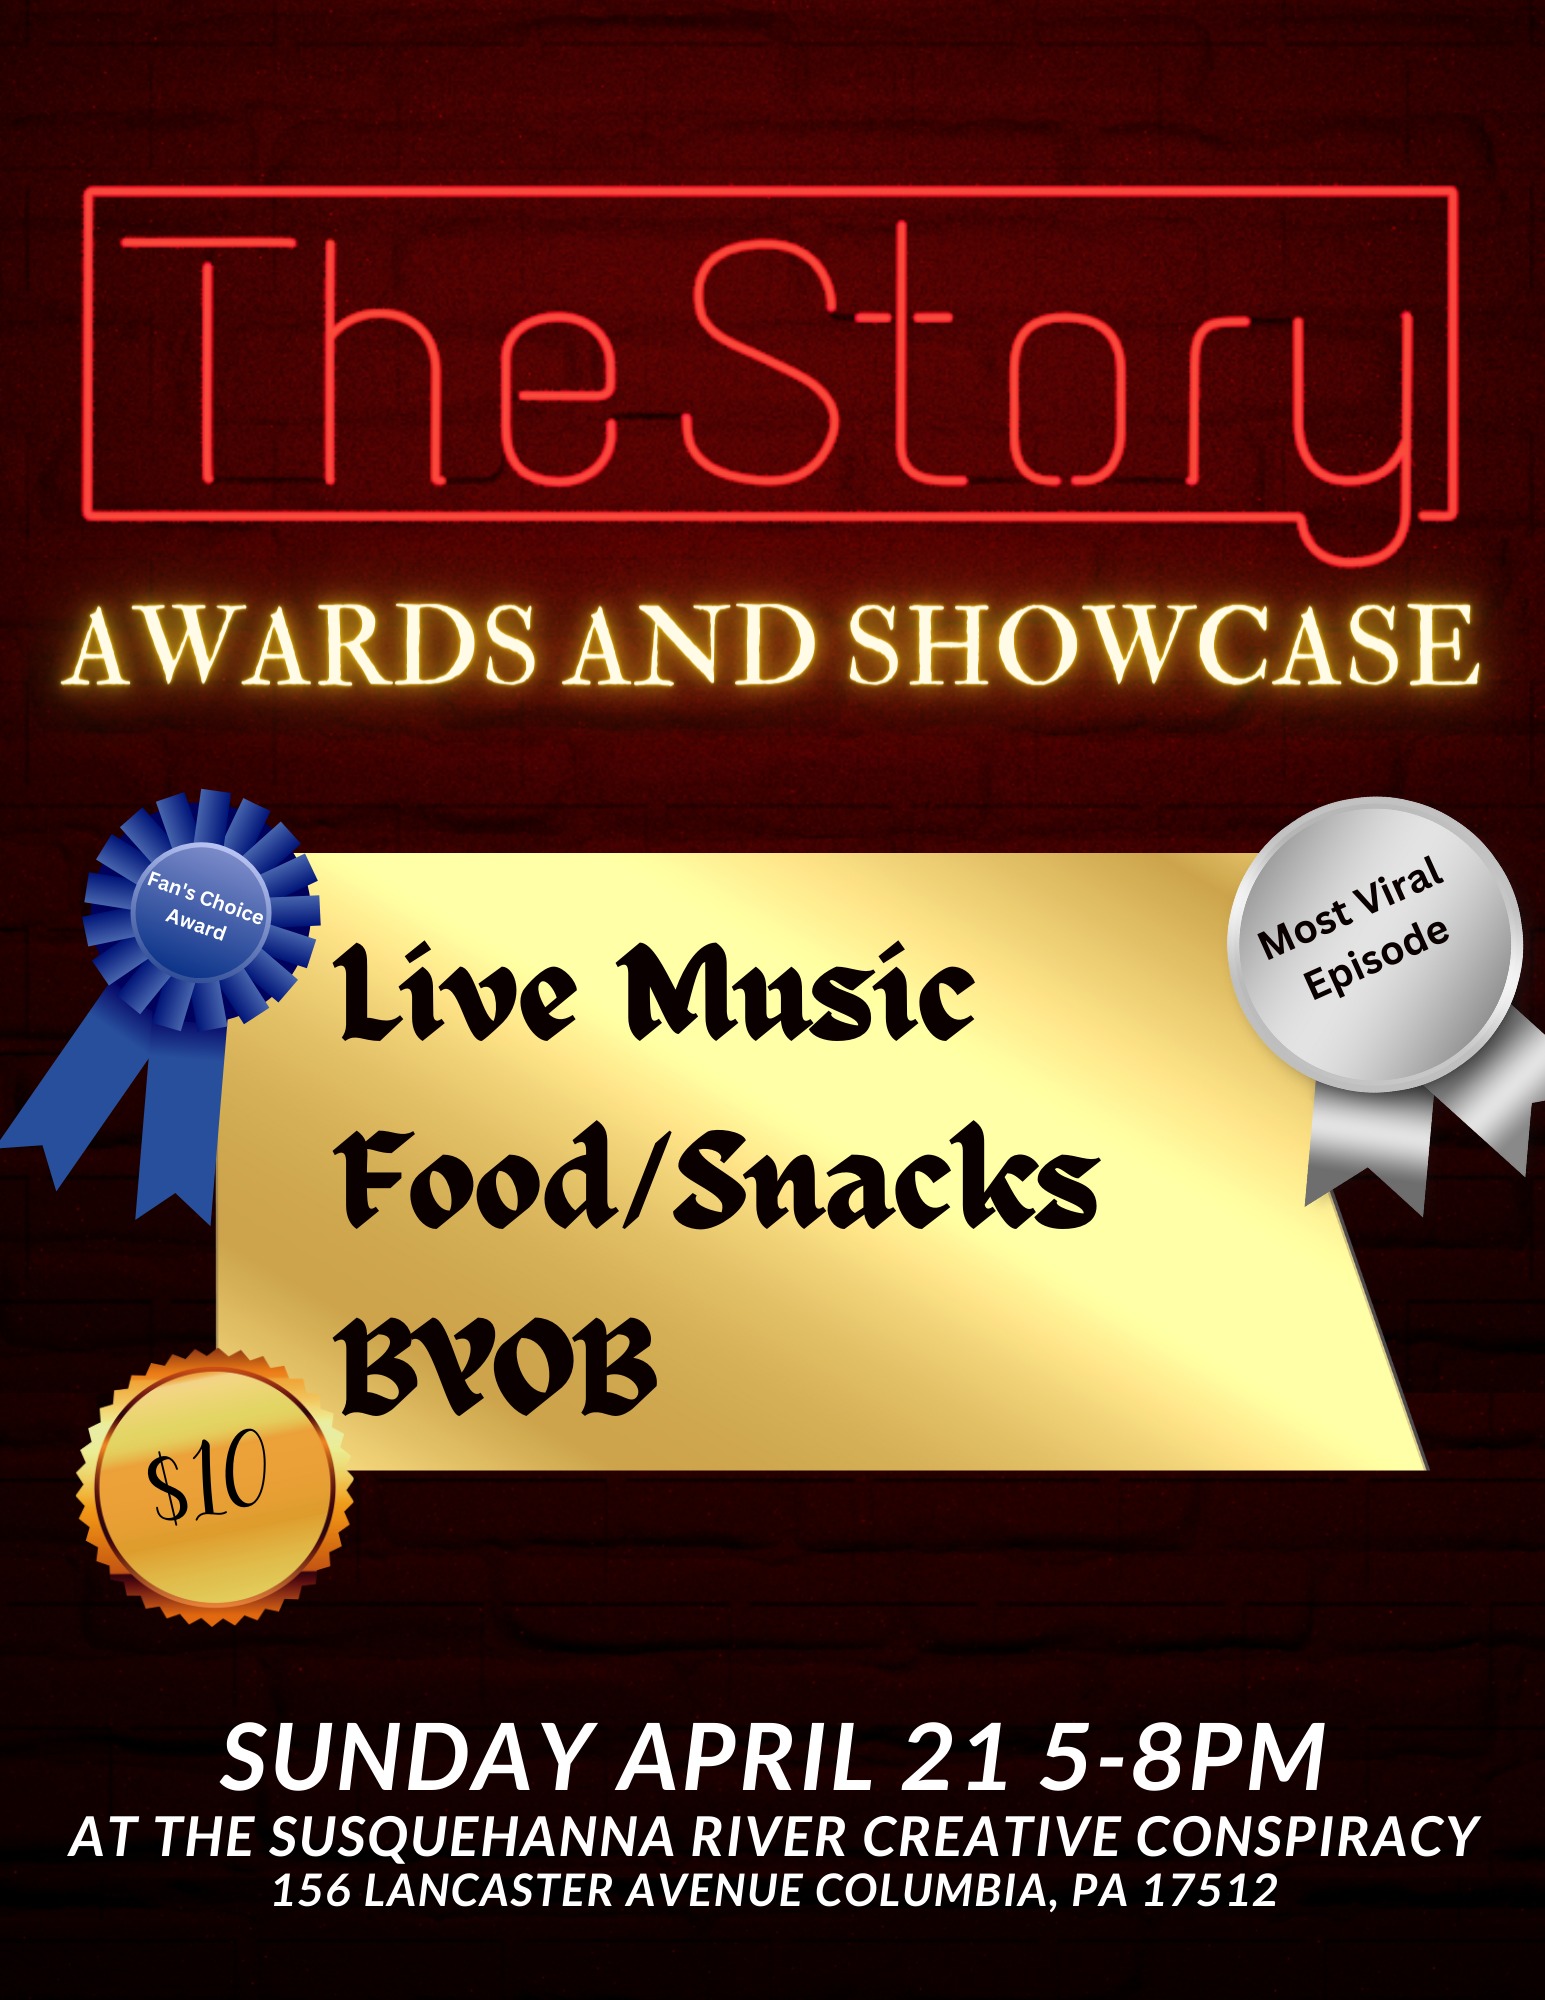 The Story
AWARDS AND SHOWCASE
Fan's Choice
Award
Most Viral
Episode
Live Music
Food/Snacks
BYOB
$10
SUNDAY APRIL 21 5-8PM
AT THE SUSQUEHANNA RIVER CREATIVE CONSPIRACY
156 LANCASTER AVENUE COLUMBIA, PA 17512